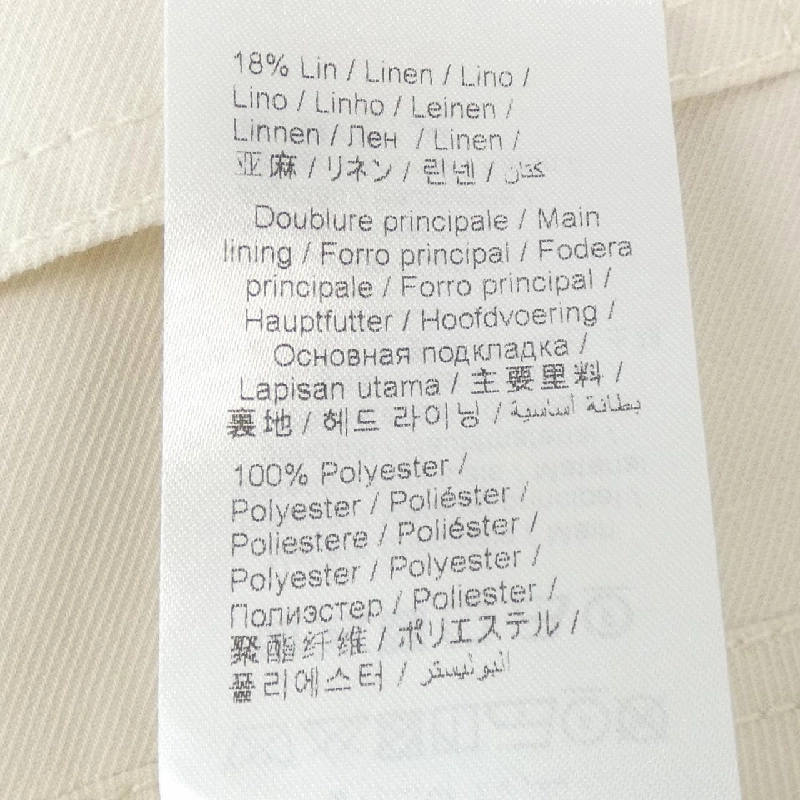 18% Lin / Linen / Lino /
Lino / Linho / Leinen /
Linnen / Лен / Linen /
亚麻 / リネン / 린넨 / كتان
Doublure principale / Main
lining / Forro principal / Fodera
principale / Forro principal /
Hauptfutter / Hoofdvoering /
Основная подкладка /
Lapisan utama / 主要里料 /
裏地 / 헤드 라이닝 / بطانة أساسية
100% Polyester /
Polyester / Poliéster /
Poliestere / Poliéster /
Polyester / Polyester /
Полиэстер / Poliester /
聚酯纤维 / ポリエステル /
폴리에스터 /